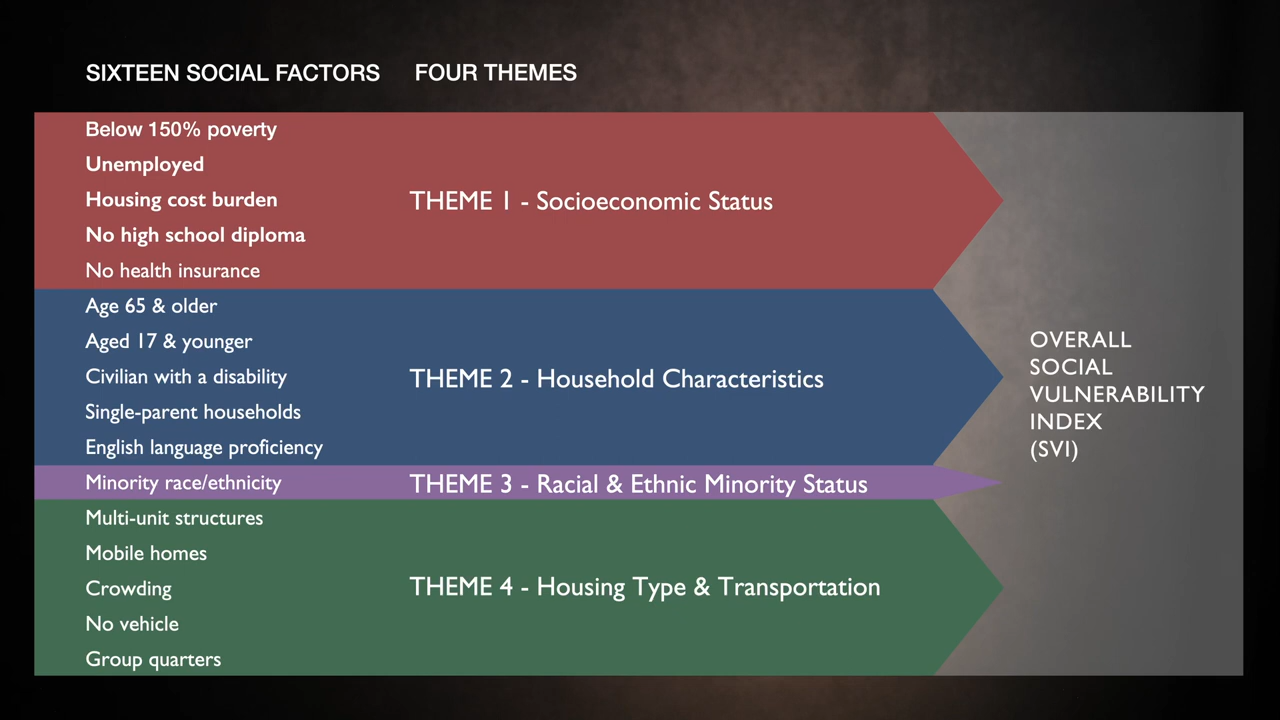 SIXTEEN SOCIAL FACTORS
FOUR THEMES
Below 150% poverty
Unemployed
Housing cost burden
No high school diploma
No health insurance
THEME 1 - Socioeconomic Status
Age 65 & older
Aged 17 & younger
Civilian with a disability
Single-parent households
English language proficiency
THEME 2 - Household Characteristics
Minority race/ethnicity
THEME 3 - Racial & Ethnic Minority Status
Multi-unit structures
Mobile homes
Crowding
No vehicle
Group quarters
THEME 4 - Housing Type & Transportation
OVERALL
SOCIAL
VULNERABILITY
INDEX
(SVI)